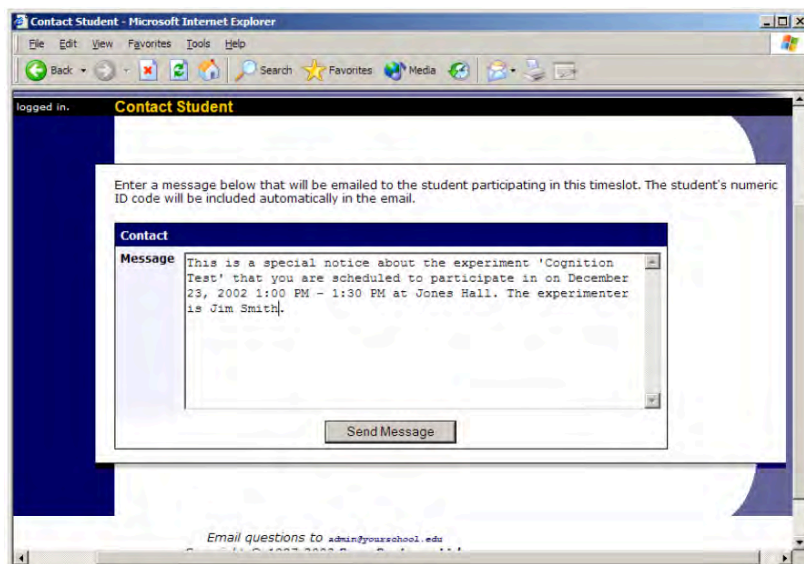 Contact Student - Microsoft Internet Explorer
File Edit View Favorites Tools Help
Back Search Favorites Media
logged in. Contact Student
Enter a message below that will be emailed to the student participating in this timeslot. The student's numeric
ID code will be included automatically in the email.
Contact
Message
This is a special notice about the experiment 'Cognition
Test' that you are scheduled to participate in on December
23, 2002 1:00 PM - 1:30 PM at Jones Hall. The experimenter
is Jim Smith.
Send Message
Email questions to admin@yourschool.edu